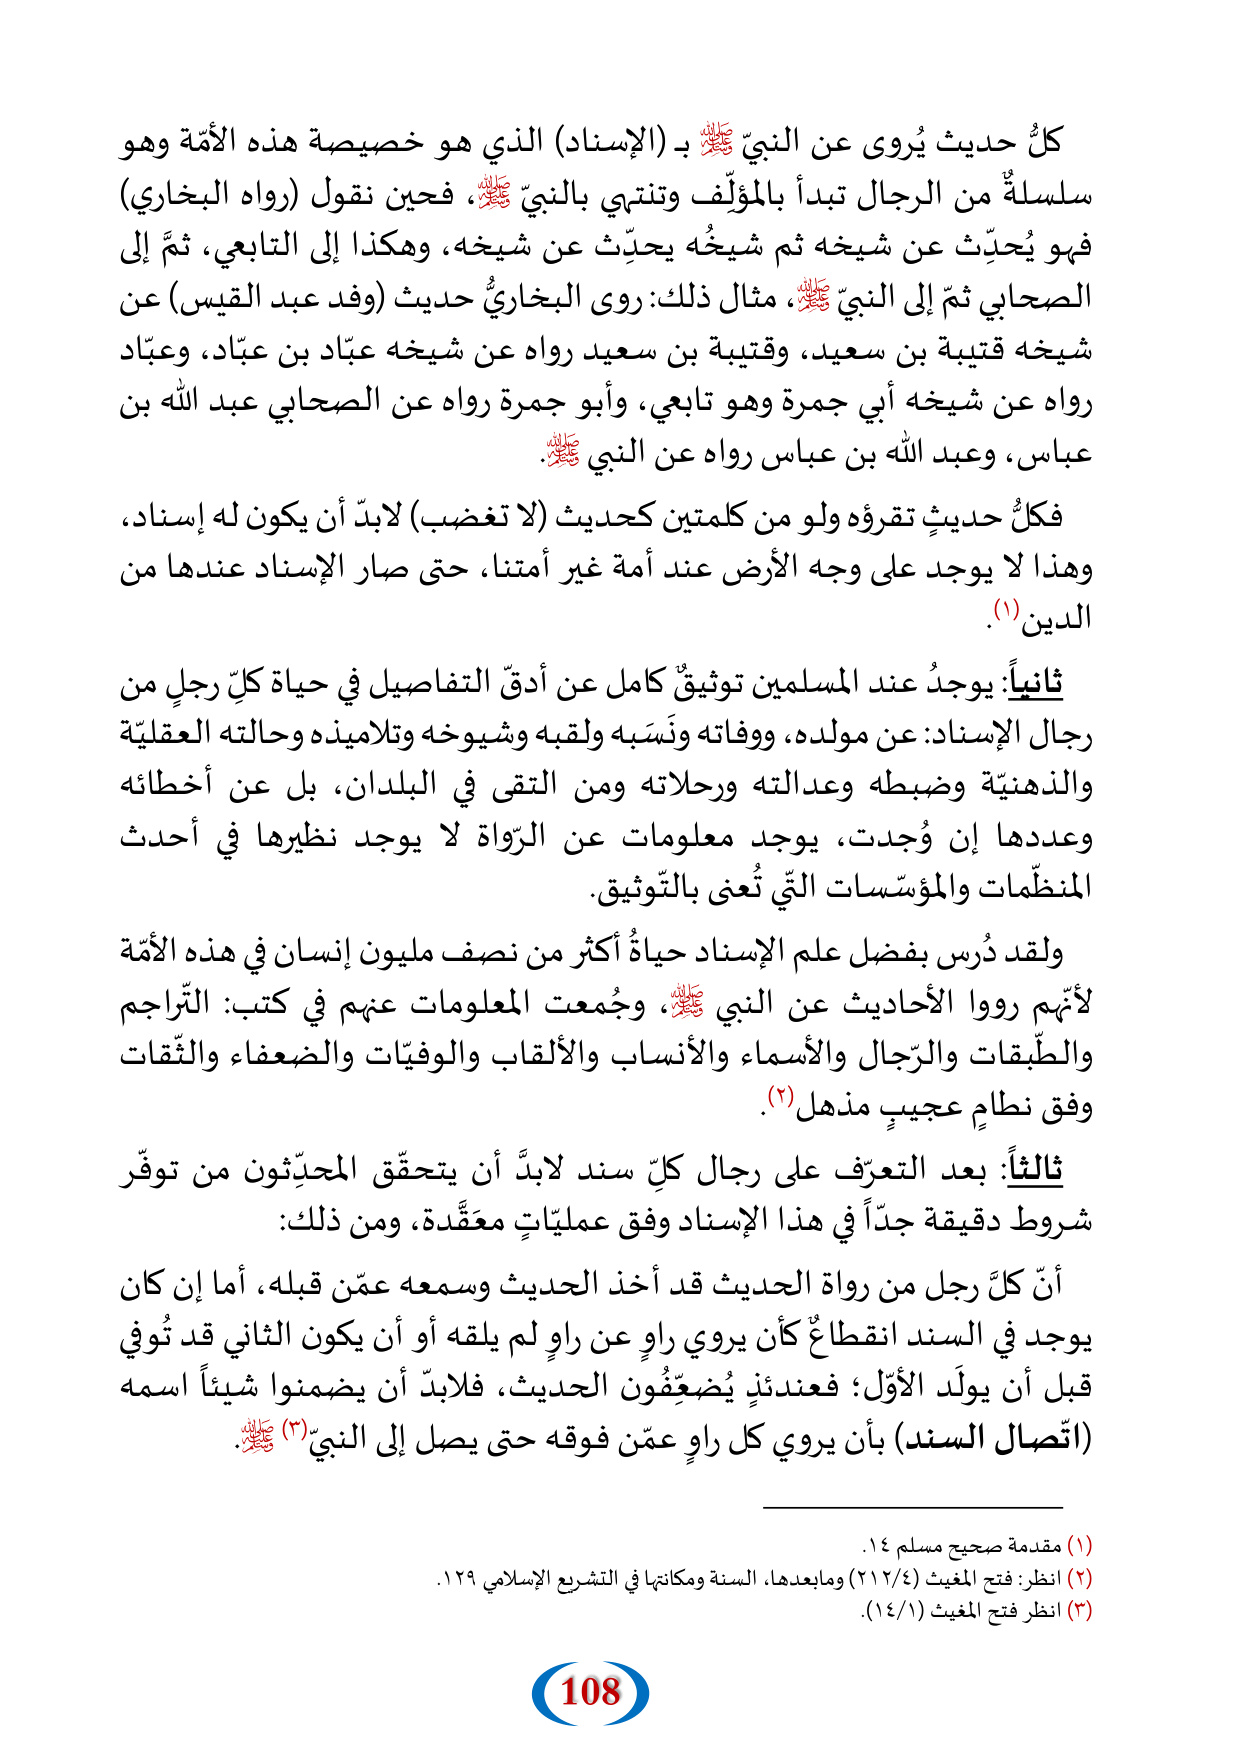 كلُّ حديث يُروى عن النبيّ ﷺ بـ (الإسناد) الذي هو خصيصة هذه الأمّة وهو
سلسلةٌ من الرجال تبدأ بالمؤلِّف وتنتهي بالنبيّ ﷺ، فحين نقول (رواه البخاري)
فهو يُحدِّث عن شيخه ثم شيخُه يحدِّث عن شيخه، وهكذا إلى التابعي، ثمَّ إلى
الصحابي ثمّ إلى النبيّ ﷺ، مثال ذلك: روى البخاريُّ حديث (وفد عبد القيس) عن
شيخه قتيبة بن سعيد، وقتيبة بن سعيد رواه عن شيخه عبّاد بن عبّاد، وعبّاد
رواه عن شيخه أبي جمرة وهو تابعي، وأبو جمرة رواه عن الصحابي عبد الله بن
عباس، وعبد الله بن عباس رواه عن النبي ﷺ.
فكلُّ حديثٍ تقرؤه ولو من كلمتين كحديث (لا تغضب) لابدّ أن يكون له إسناد،
وهذا لا يوجد على وجه الأرض عند أمة غير أمتنا، حتى صار الإسناد عندها من
الدين(١).
ثانياً: يوجدُ عند المسلمين توثيقٌ كامل عن أدقّ التفاصيل في حياة كلِّ رجلٍ من
رجال الإسناد: عن مولده، ووفاته ونَسَبه ولقبه وشيوخه وتلاميذه وحالته العقليّة
والذهنيّة وضبطه وعدالته ورحلاته ومن التقى في البلدان، بل عن أخطائه
وعددها إن وُجدت، يوجد معلومات عن الرّواة لا يوجد نظيرها في أحدث
المنظّمات والمؤسّسات التّي تُعنى بالتّوثيق.
ولقد دُرس بفضل علم الإسناد حياةُ أكثر من نصف مليون إنسان في هذه الأمّة
لأنّهم رووا الأحاديث عن النبي ﷺ، وجُمعت المعلومات عنهم في كتب: التّراجم
والطّبقات والرّجال والأسماء والأنساب والألقاب والوفيّات والضعفاء والثّقات
وفق نظامٍ عجيبٍ مذهل(٢).
ثالثاً: بعد التعرّف على رجال كلِّ سند لابدَّ أن يتحقّق المحدِّثون من توفّر
شروط دقيقة جدّاً في هذا الإسناد وفق عمليّاتٍ معَقَّدة، ومن ذلك:
أنّ كلَّ رجل من رواة الحديث قد أخذ الحديث وسمعه عمّن قبله، أما إن كان
يوجد في السند انقطاعٌ كأن يروي راوٍ عن راوٍ لم يلقه أو أن يكون الثاني قد تُوفي
قبل أن يولَد الأوّل؛ فعندئذٍ يُضعِّفُون الحديث، فلابدّ أن يضمنوا شيئاً اسمه
(اتّصال السند) بأن يروي كل راوٍ عمّن فوقه حتى يصل إلى النبيّ(٣) ﷺ.
(١) مقدمة صحيح مسلم ١٤.
(٢) انظر: فتح المغيث (٢١٢/٤) ومابعدها، السنة ومكانتها في التشريع الإسلامي ١٢٩.
(٣) انظر فتح المغيث (١٤/١).
108